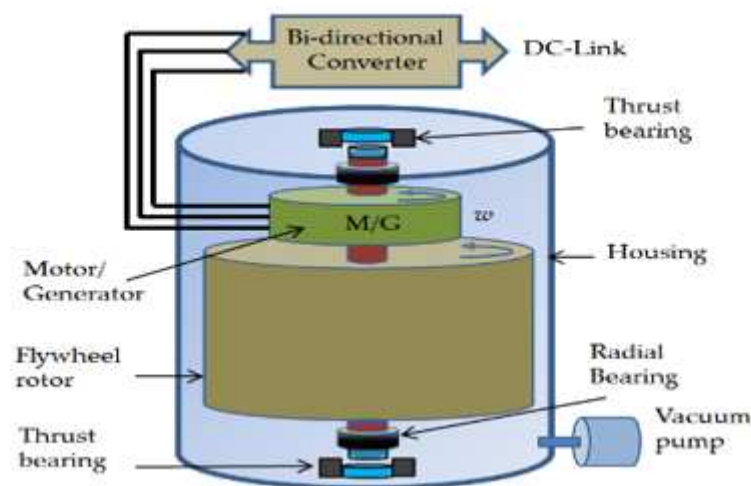 Bi-directional
Converter
DC-Link
Thrust
bearing
M/G
w
Motor/
Generator
Housing
Flywheel
rotor
Radial
Bearing
Thrust
bearing
Vacuum
pump